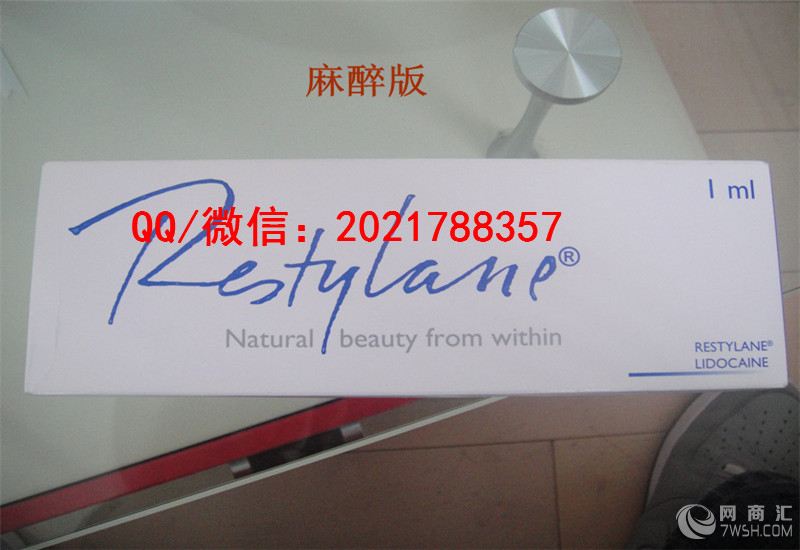 麻醉版
1 ml
QQ/微信：2021788357
Restylane®
Natural beauty from within
RESTYLANE®
LIDOCAINE
网商汇
7WSH.COM